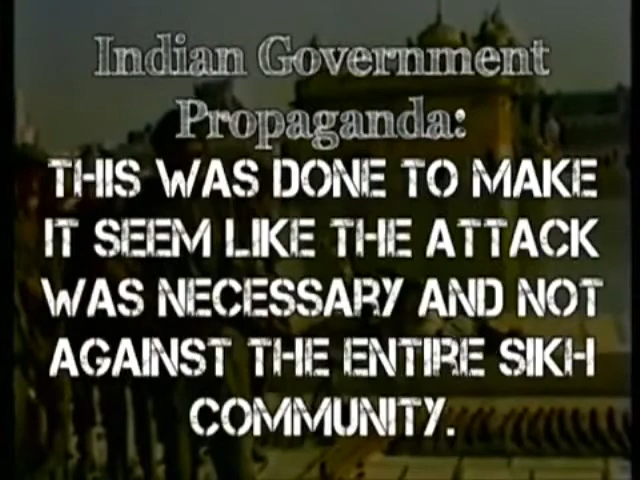 Indian Government
Propaganda:
THIS WAS DONE TO MAKE
IT SEEM LIKE THE ATTACK
WAS NECESSARY AND NOT
AGAINST THE ENTIRE SIKH
COMMUNITY.